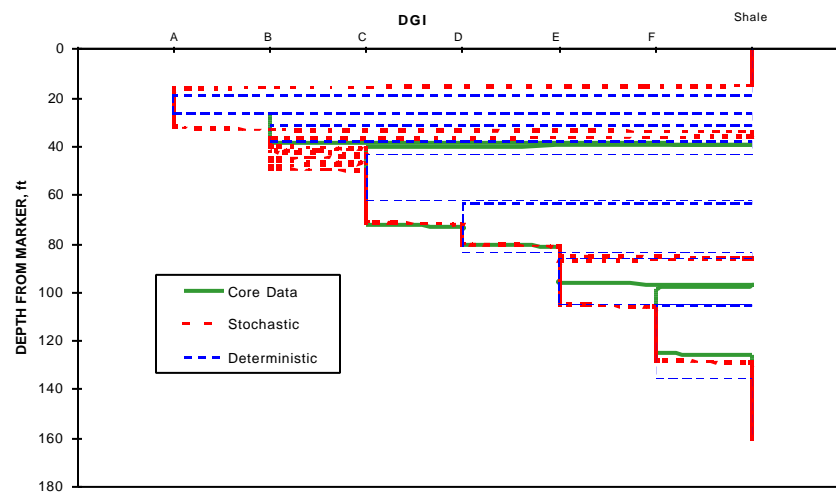 DGI
Shale
A B C D E F
0
20
40
60
80
100
120
140
160
180
DEPTH FROM MARKER, ft
Core Data
Stochastic
Deterministic